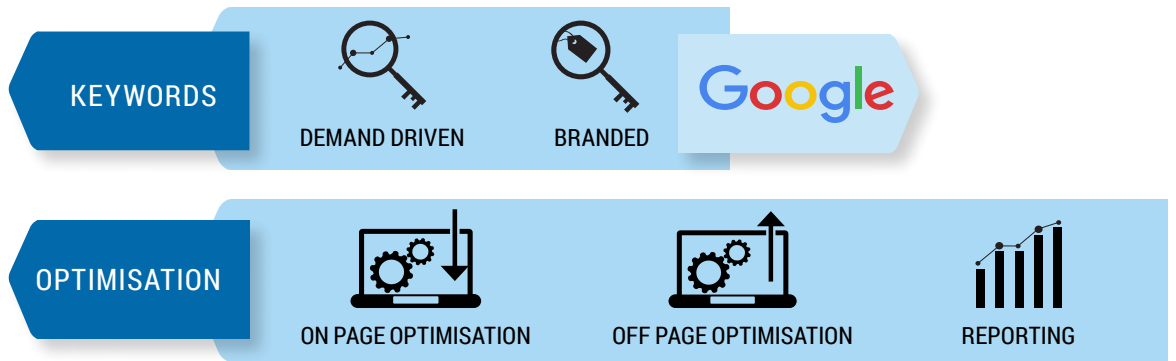 KEYWORDS
DEMAND DRIVEN
BRANDED
Google
OPTIMISATION
ON PAGE OPTIMISATION
OFF PAGE OPTIMISATION
REPORTING